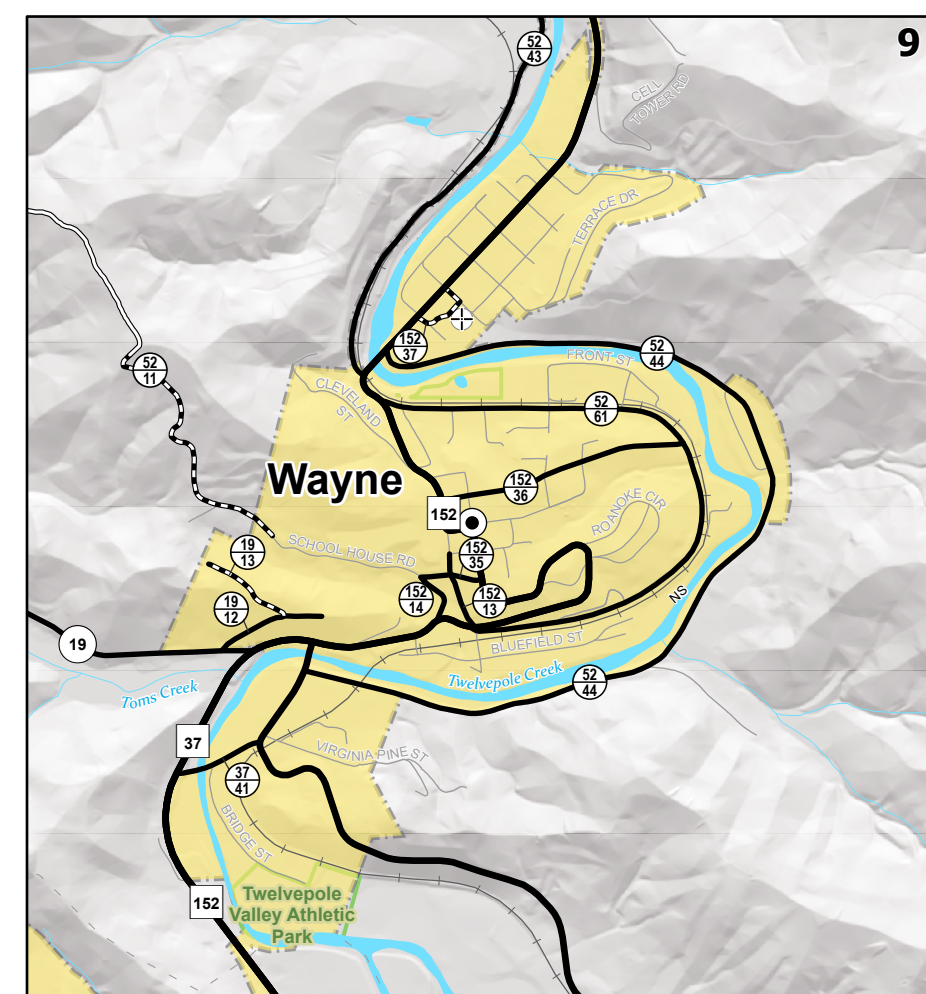 9
52
43
CELL
TOWER RD
TERRACE DR
152
37
FRONT ST
52
44
52
11
CLEVELAND
ST
52
61
Wayne
152
36
152
ROANOKE CIR
19
13
SCHOOL HOUSE RD
152
35
152
14
152
13
19
12
NS
19
BLUEFIELD ST
Twelvepole Creek
52
44
Toms Creek
37
VIRGINIA PINE ST
37
41
BRIDGE ST
152
Twelvepole
Valley Athletic
Park